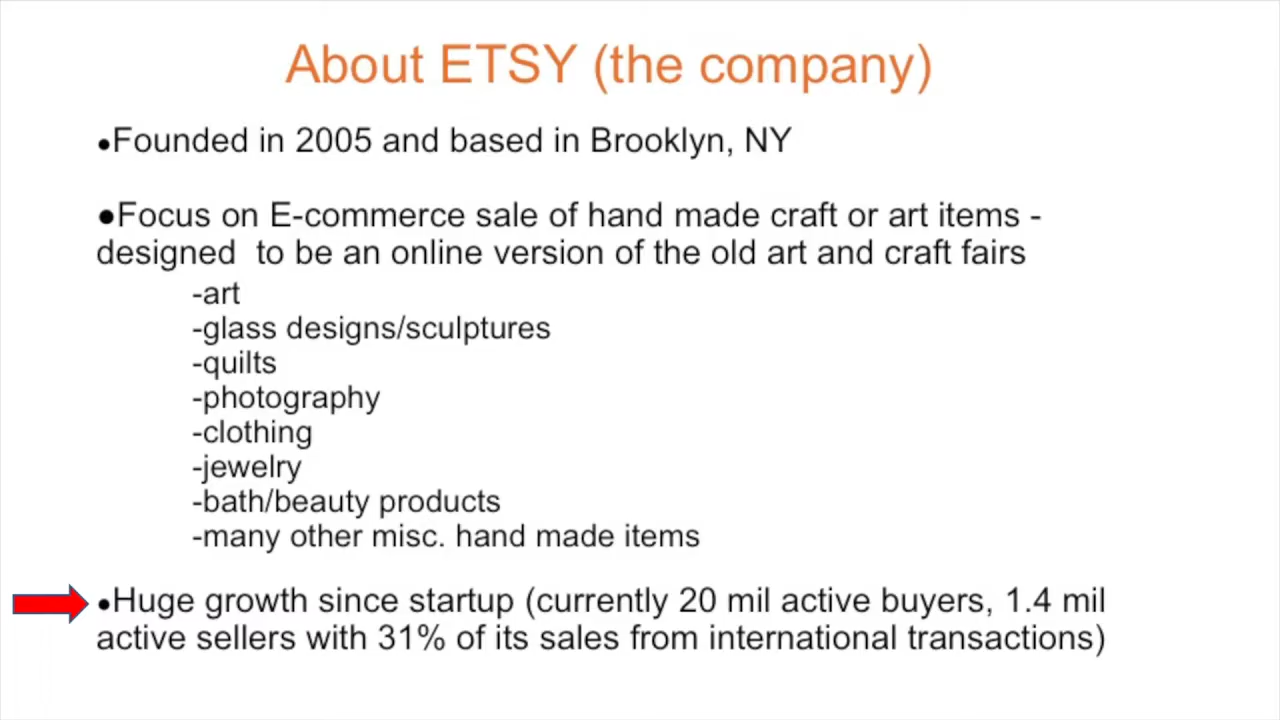 About ETSY (the company)
●Founded in 2005 and based in Brooklyn, NY
●Focus on E-commerce sale of hand made craft or art items -
designed  to be an online version of the old art and craft fairs
-art
-glass designs/sculptures
-quilts
-photography
-clothing
-jewelry
-bath/beauty products
-many other misc. hand made items
●Huge growth since startup (currently 20 mil active buyers, 1.4 mil
active sellers with 31% of its sales from international transactions)